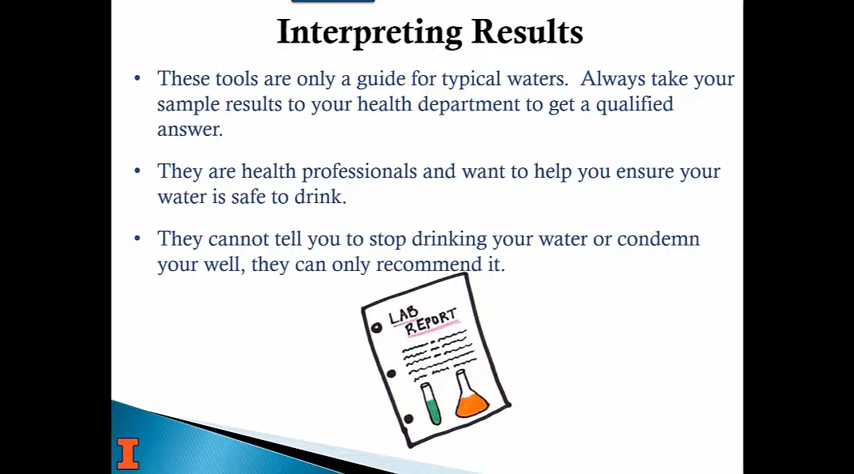 Interpreting Results
• These tools are only a guide for typical waters.  Always take your
sample results to your health department to get a qualified
answer.
• They are health professionals and want to help you ensure your
water is safe to drink.
• They cannot tell you to stop drinking your water or condemn
your well, they can only recommend it.
LAB
REPORT
I